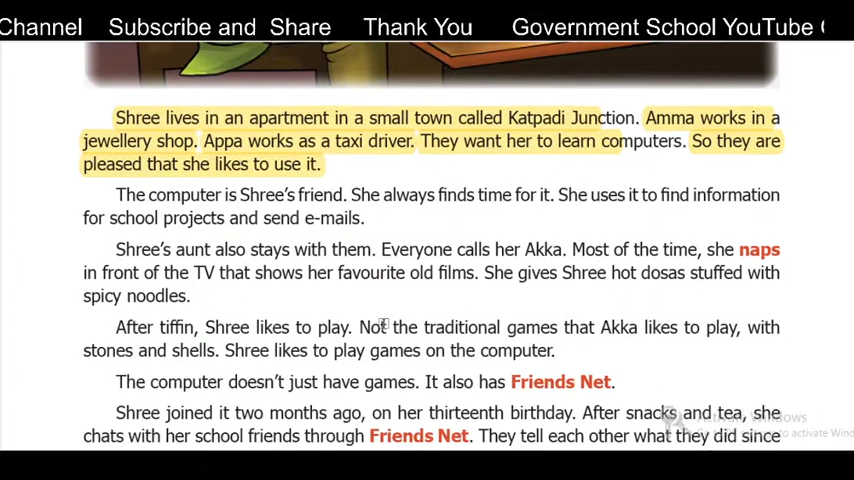 Channel Subscribe and Share Thank You Government School YouTube
Shree lives in an apartment in a small town called Katpadi Junction. Amma works in a
jewellery shop. Appa works as a taxi driver. They want her to learn computers. So they are
pleased that she likes to use it.
The computer is Shree's friend. She always finds time for it. She uses it to find information
for school projects and send e-mails.
Shree's aunt also stays with them. Everyone calls her Akka. Most of the time, she naps
in front of the TV that shows her favourite old films. She gives Shree hot dosas stuffed with
spicy noodles.
After tiffin, Shree likes to play. Not the traditional games that Akka likes to play, with
stones and shells. Shree likes to play games on the computer.
The computer doesn't just have games. It also has Friends Net.
Shree joined it two months ago, on her thirteenth birthday. After snacks and tea, she
Activate Windows
chats with her school friends through Friends Net. They tell each other what they did since
to activate Wind